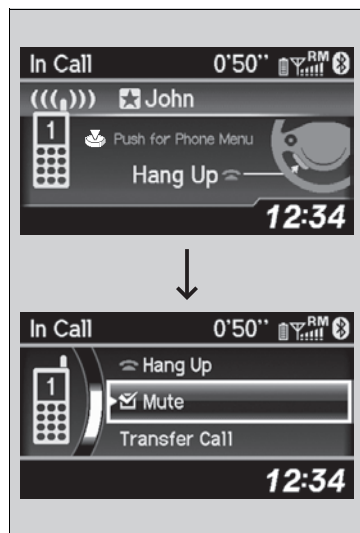 In Call 0'50" RM
(((ı))) John
1
Push for Phone Menu
Hang Up
12:34
In Call 0'50" RM
Hang Up
1
Mute
Transfer Call
12:34